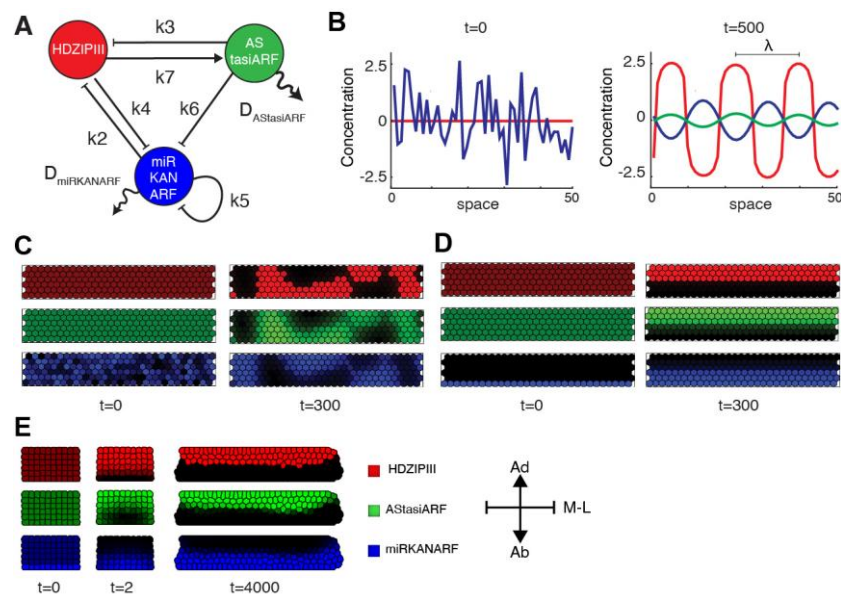 A
HDZIPIII
k3
AS
tasiARF
k7
k4
k6
k2
D_AStasiARF
D_miRKANARF
miR
KAN
ARF
k5
B
t=0
Concentration
2.5
0
-2.5
0
50
space
t=500
λ
Concentration
2.5
0
-2.5
0
50
space
C
t=0
t=300
D
t=0
t=300
E
HDZIPIII
AStasiARF
miRKANARF
t=0
t=2
t=4000
Ad
M-L
Ab